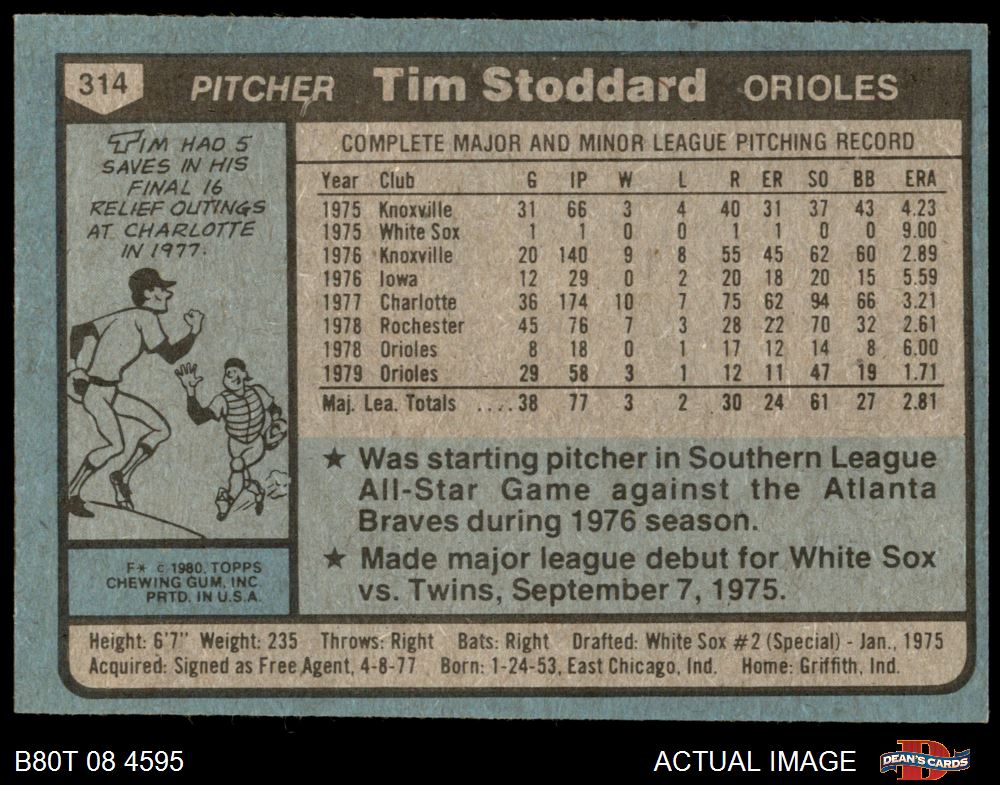 314 PITCHER Tim Stoddard ORIOLES
TIM HAD 5
SAVES IN HIS
FINAL 16
RELIEF OUTINGS
AT CHARLOTTE
IN 1977.
COMPLETE MAJOR AND MINOR LEAGUE PITCHING RECORD
Year Club G IP W L R ER SO BB ERA
1975 Knoxville 31 66 3 4 40 31 37 43 4.23
1975 White Sox 1 1 0 0 1 1 0 0 9.00
1976 Knoxville 20 140 9 8 55 45 62 60 2.89
1976 Iowa 12 29 0 2 20 18 20 15 5.59
1977 Charlotte 36 174 10 7 75 62 94 66 3.21
1978 Rochester 45 76 7 3 28 22 70 32 2.61
1978 Orioles 8 18 0 1 17 12 14 8 6.00
1979 Orioles 29 58 3 1 12 11 47 19 1.71
Maj. Lea. Totals ....38 77 3 2 30 24 61 27 2.81
★ Was starting pitcher in Southern League
All-Star Game against the Atlanta
Braves during 1976 season.
★ Made major league debut for White Sox
vs. Twins, September 7, 1975.
F* © 1980. TOPPS
CHEWING GUM, INC.
PRTD. IN U.S.A.
Height: 6'7" Weight: 235 Throws: Right Bats: Right Drafted: White Sox #2 (Special) - Jan., 1975
Acquired: Signed as Free Agent, 4-8-77 Born: 1-24-53, East Chicago, Ind. Home: Griffith, Ind.
B80T 08 4595 ACTUAL IMAGE DEAN'S CARDS